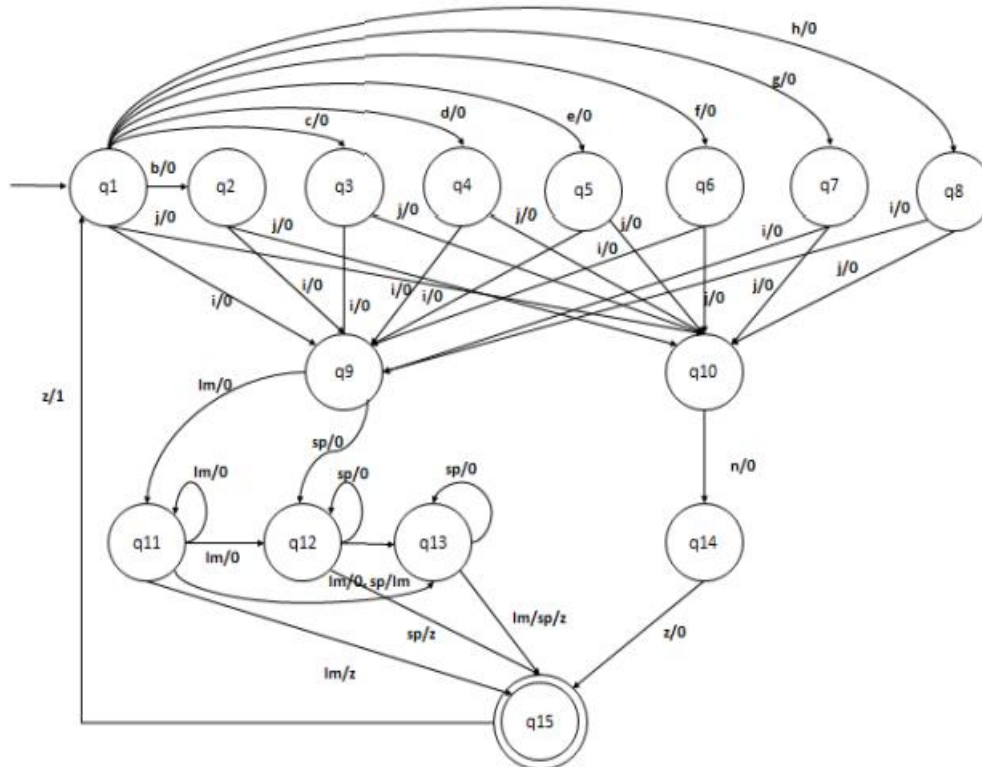 h/0
g/0
f/0
e/0
d/0
c/0
b/0
q1
q2
q3
q4
q5
q6
q7
q8
j/0
j/0
j/0
j/0
j/0
i/0
i/0
i/0
j/0
j/0
i/0
i/0
i/0
i/0
i/0
j/0
q9
q10
lm/0
z/1
sp/0
n/0
lm/0
sp/0
sp/0
q11
q12
q13
q14
lm/0
lm/0, sp/lm
lm/sp/z
sp/z
z/0
lm/z
q15